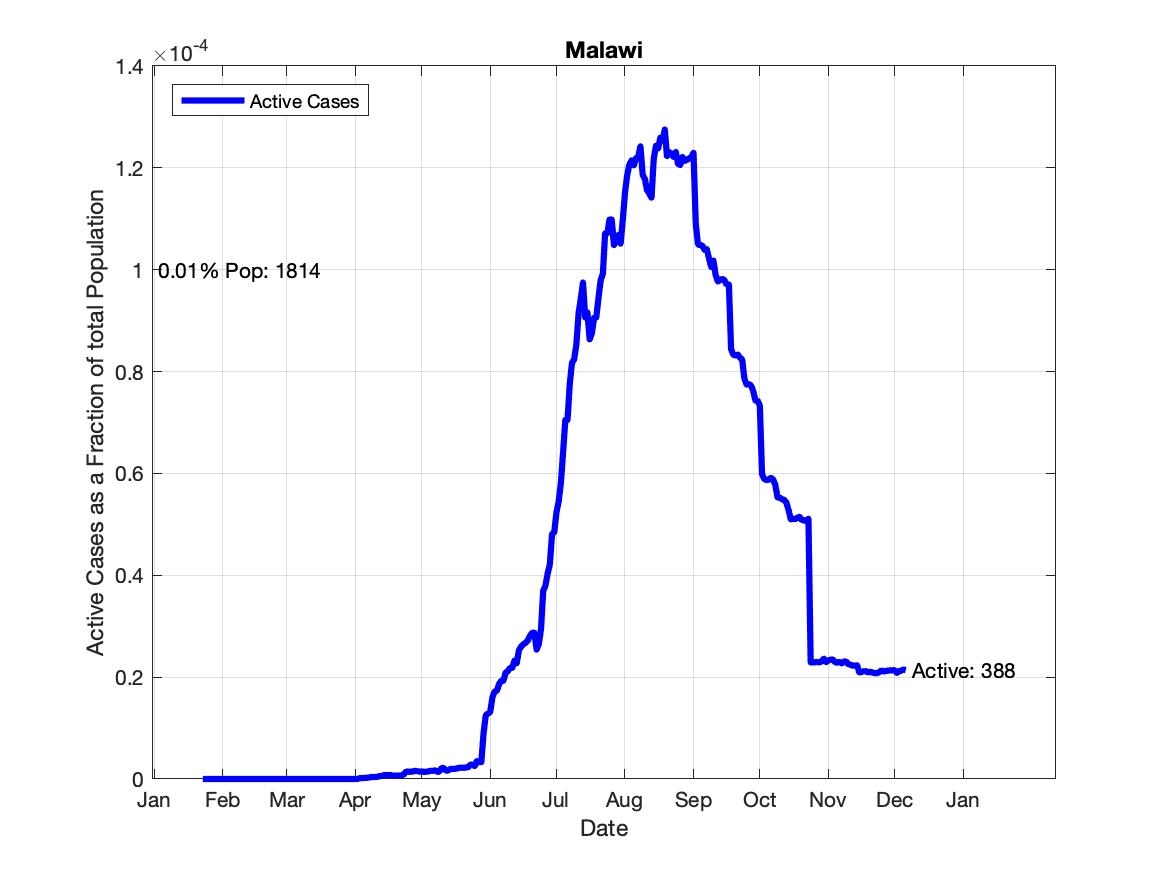 Malawi
×10-4
1.4
1.2
1
0.8
0.6
0.4
0.2
0
Active Cases
0.01% Pop: 1814
Active: 388
Active Cases as a Fraction of total Population
Jan Feb Mar Apr May Jun Jul Aug Sep Oct Nov Dec Jan
Date